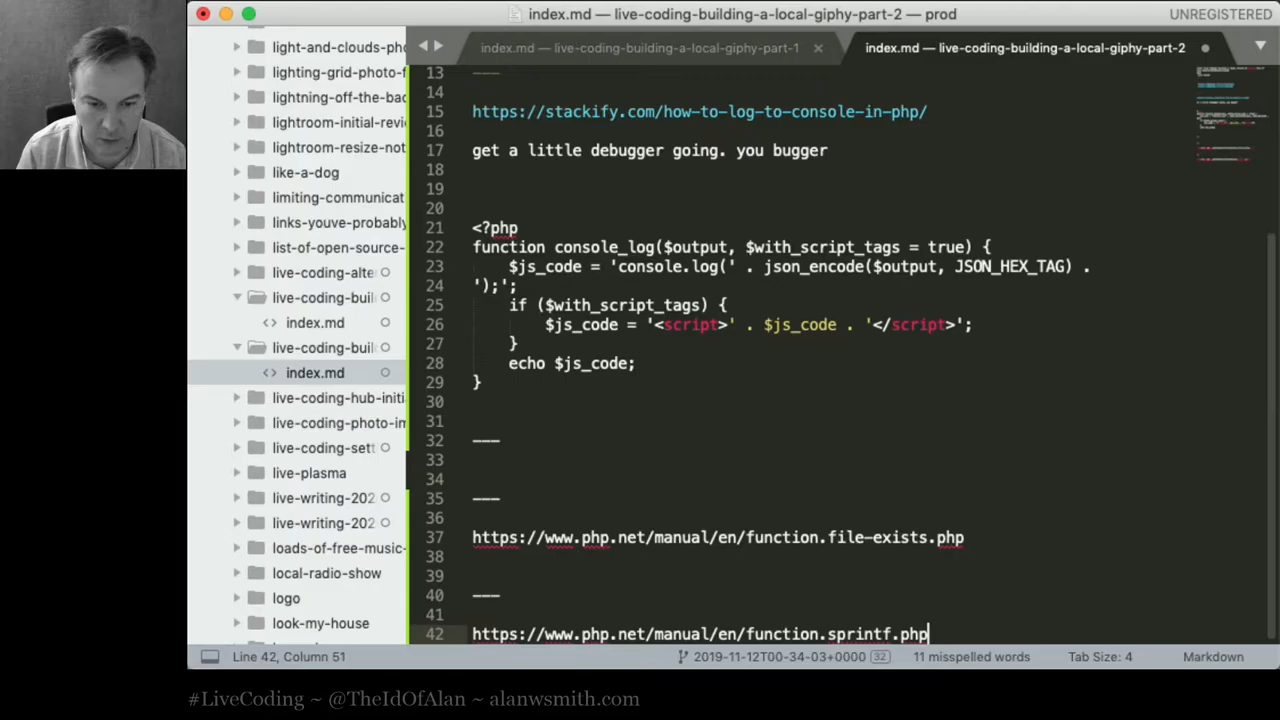 index.md — live-coding-building-a-local-giphy-part-2 — prod
UNREGISTERED
index.md — live-coding-building-a-local-giphy-part-1
index.md — live-coding-building-a-local-giphy-part-2
light-and-clouds-pho
lighting-grid-photo-f
lightning-off-the-bac
lightroom-initial-revie
lightroom-resize-not
like-a-dog
limiting-communicat
links-youve-probably
list-of-open-source-
live-coding-alte
live-coding-buil
index.md
live-coding-buil
index.md
live-coding-hub-initi
live-coding-photo-im
live-coding-sett
live-plasma
live-writing-202
live-writing-202
loads-of-free-music-
local-radio-show
logo
look-my-house
13 ---
14
15 https://stackify.com/how-to-log-to-console-in-php/
16
17 get a little debugger going. you bugger
18
19
20
21 <?php
22 function console_log($output, $with_script_tags = true) {
23 $js_code = 'console.log(' . json_encode($output, JSON_HEX_TAG) .
24 ');';
25 if ($with_script_tags) {
26 $js_code = '<script>' . $js_code . '</script>';
27 }
28 echo $js_code;
29 }
30
31
32 ---
33
34
35 ---
36
37 https://www.php.net/manual/en/function.file-exists.php
38
39
40 ---
41
42 https://www.php.net/manual/en/function.sprintf.php
Line 42, Column 51
2019-11-12T00-34-03+0000 32
11 misspelled words
Tab Size: 4
Markdown
#LiveCoding ~ @TheIdOfAlan ~ alanwsmith.com